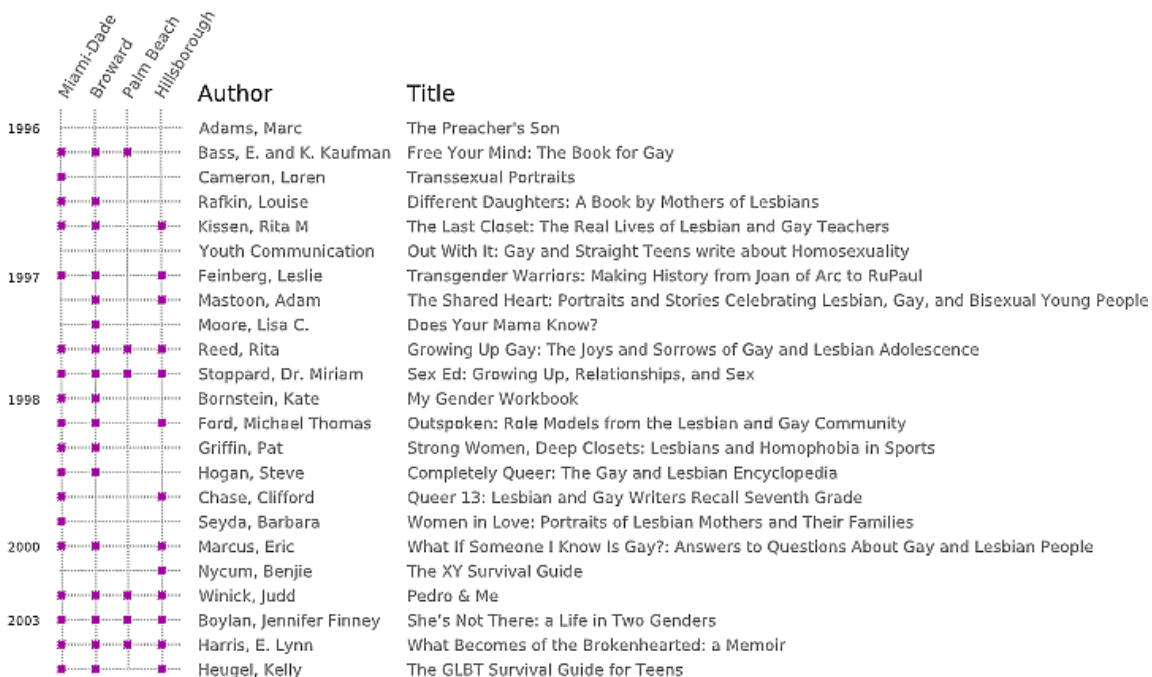 Miami-Dade
Broward
Palm Beach
Hillsborough
Author Title
1996 Adams, Marc The Preacher's Son
Bass, E. and K. Kaufman Free Your Mind: The Book for Gay
Cameron, Loren Transsexual Portraits
Rafkin, Louise Different Daughters: A Book by Mothers of Lesbians
Kissen, Rita M The Last Closet: The Real Lives of Lesbian and Gay Teachers
Youth Communication Out With It: Gay and Straight Teens write about Homosexuality
1997 Feinberg, Leslie Transgender Warriors: Making History from Joan of Arc to RuPaul
Mastoon, Adam The Shared Heart: Portraits and Stories Celebrating Lesbian, Gay, and Bisexual Young People
Moore, Lisa C. Does Your Mama Know?
Reed, Rita Growing Up Gay: The Joys and Sorrows of Gay and Lesbian Adolescence
Stoppard, Dr. Miriam Sex Ed: Growing Up, Relationships, and Sex
1998 Bornstein, Kate My Gender Workbook
Ford, Michael Thomas Outspoken: Role Models from the Lesbian and Gay Community
Griffin, Pat Strong Women, Deep Closets: Lesbians and Homophobia in Sports
Hogan, Steve Completely Queer: The Gay and Lesbian Encyclopedia
Chase, Clifford Queer 13: Lesbian and Gay Writers Recall Seventh Grade
Seyda, Barbara Women in Love: Portraits of Lesbian Mothers and Their Families
2000 Marcus, Eric What If Someone I Know Is Gay?: Answers to Questions About Gay and Lesbian People
Nycum, Benjie The XY Survival Guide
Winick, Judd Pedro & Me
2003 Boylan, Jennifer Finney She's Not There: a Life in Two Genders
Harris, E. Lynn What Becomes of the Brokenhearted: a Memoir
Heugel, Kelly The GLBT Survival Guide for Teens